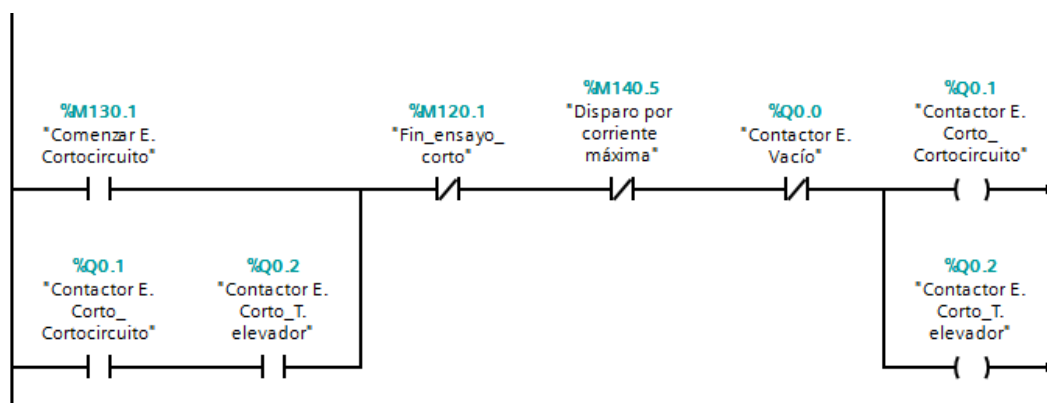 %M130.1
"Comenzar E.
Cortocircuito"
%M120.1
"Fin_ensayo_
corto"
%M140.5
"Disparo por
corriente
máxima"
%Q0.0
"Contactor E.
Vacío"
%Q0.1
"Contactor E.
Corto_
Cortocircuito"
%Q0.1
"Contactor E.
Corto_
Cortocircuito"
%Q0.2
"Contactor E.
Corto_T.
elevador"
%Q0.2
"Contactor E.
Corto_T.
elevador"